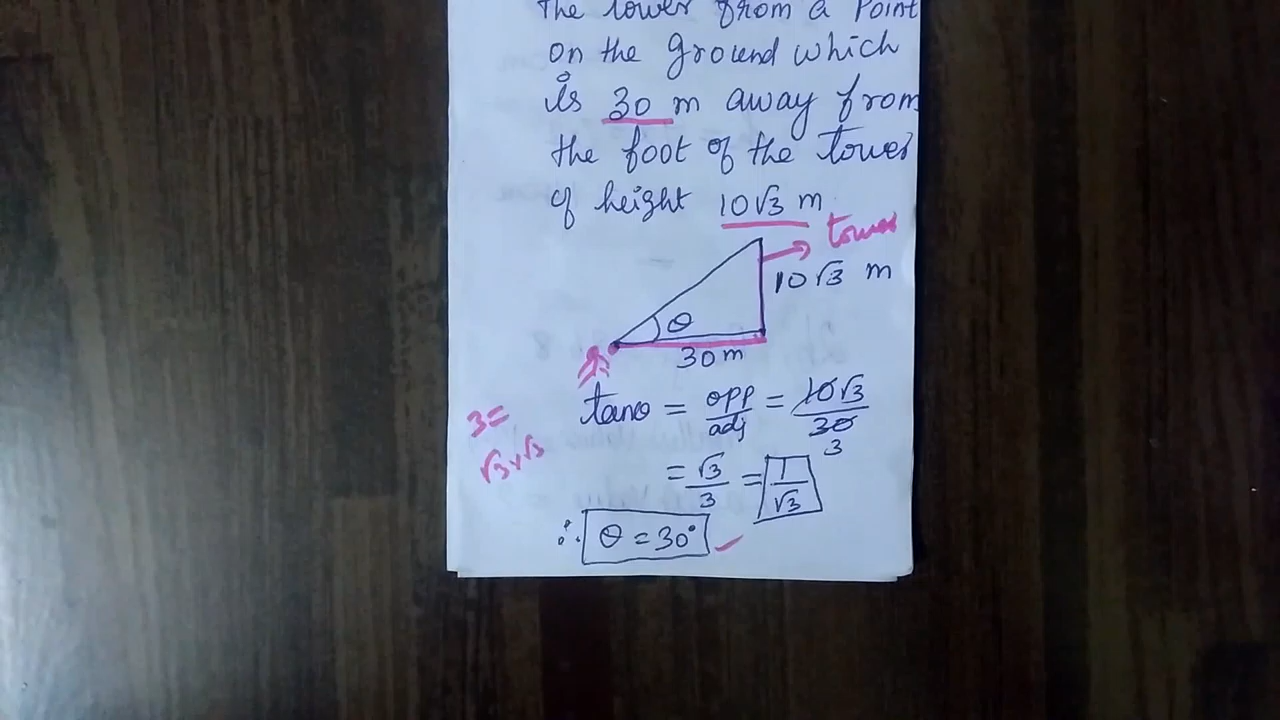 the tower from a Point
on the ground which
is 30 m away from
the foot of the tower
of height 10√3 m
tower
10√3 m
θ
30 m
tanθ = opp/adj = 10√3/30
3
3=
√3×√3
= √3/3 = 1/√3
∴ θ = 30°